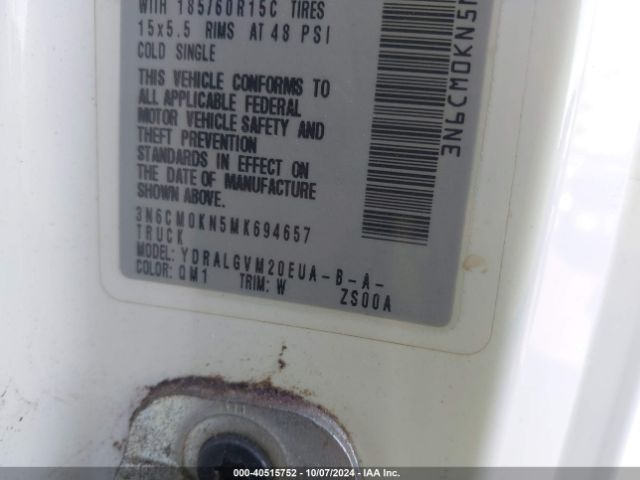 WITH 185/60R15C TIRES
15x5.5 RIMS AT 48 PSI
COLD SINGLE
THIS VEHICLE CONFORMS TO
ALL APPLICABLE FEDERAL
MOTOR VEHICLE SAFETY AND
THEFT PREVENTION
STANDARDS IN EFFECT ON
THE DATE OF MANUFACTURE
SHOWN ABOVE.
3N6CM0KN5MK694657
TRUCK
MODEL: YDRALGVM20EUA-B-A-
COLOR: QM1 TRIM: W ZS00A
3N6CM0KN5M
000-40515752 | 10/07/2024 | IAA Inc.